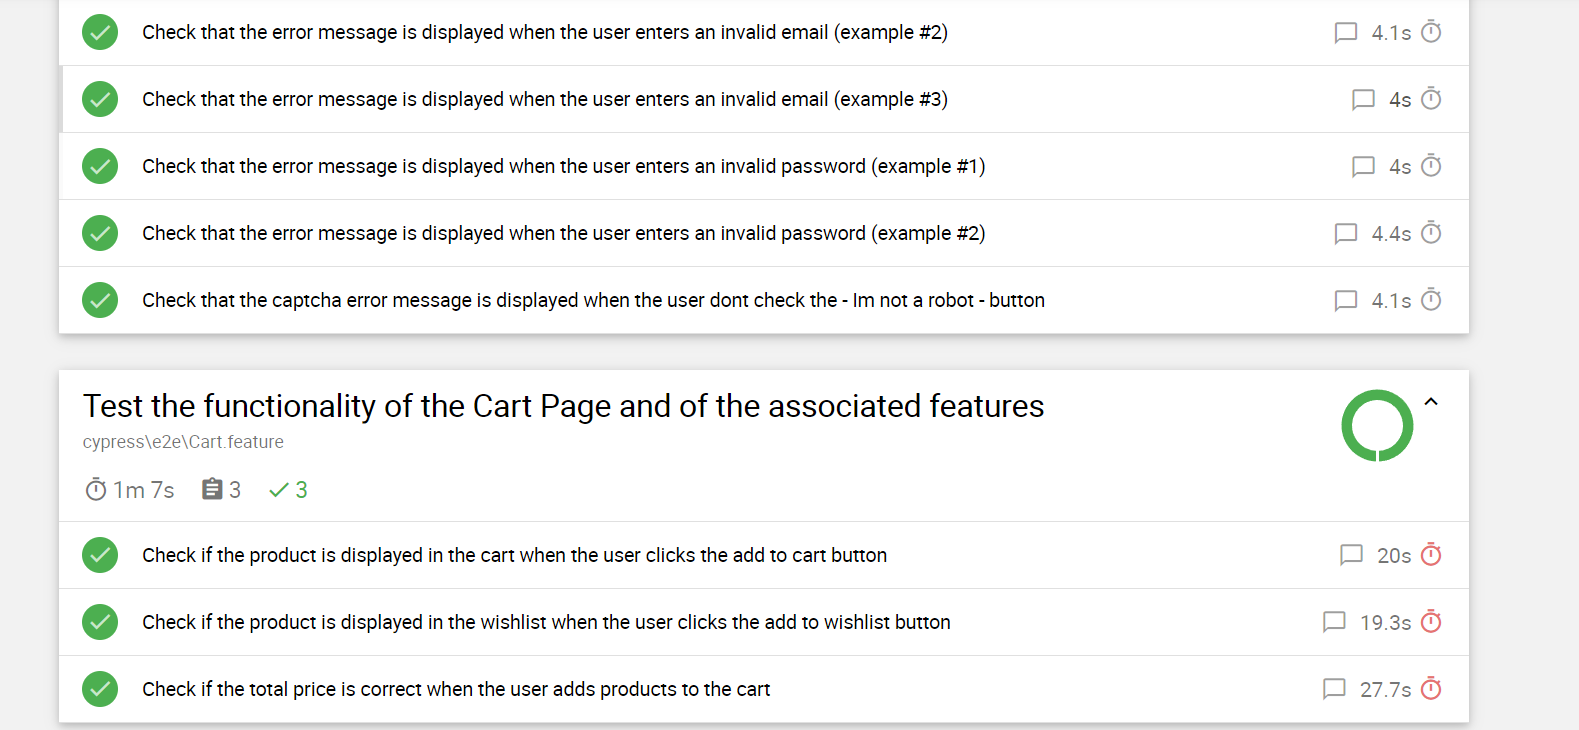 Check that the error message is displayed when the user enters an invalid email (example #2) 4.1s
Check that the error message is displayed when the user enters an invalid email (example #3) 4s
Check that the error message is displayed when the user enters an invalid password (example #1) 4s
Check that the error message is displayed when the user enters an invalid password (example #2) 4.4s
Check that the captcha error message is displayed when the user dont check the - Im not a robot - button 4.1s
Test the functionality of the Cart Page and of the associated features
cypress\e2e\Cart.feature
1m 7s 3 3
Check if the product is displayed in the cart when the user clicks the add to cart button 20s
Check if the product is displayed in the wishlist when the user clicks the add to wishlist button 19.3s
Check if the total price is correct when the user adds products to the cart 27.7s